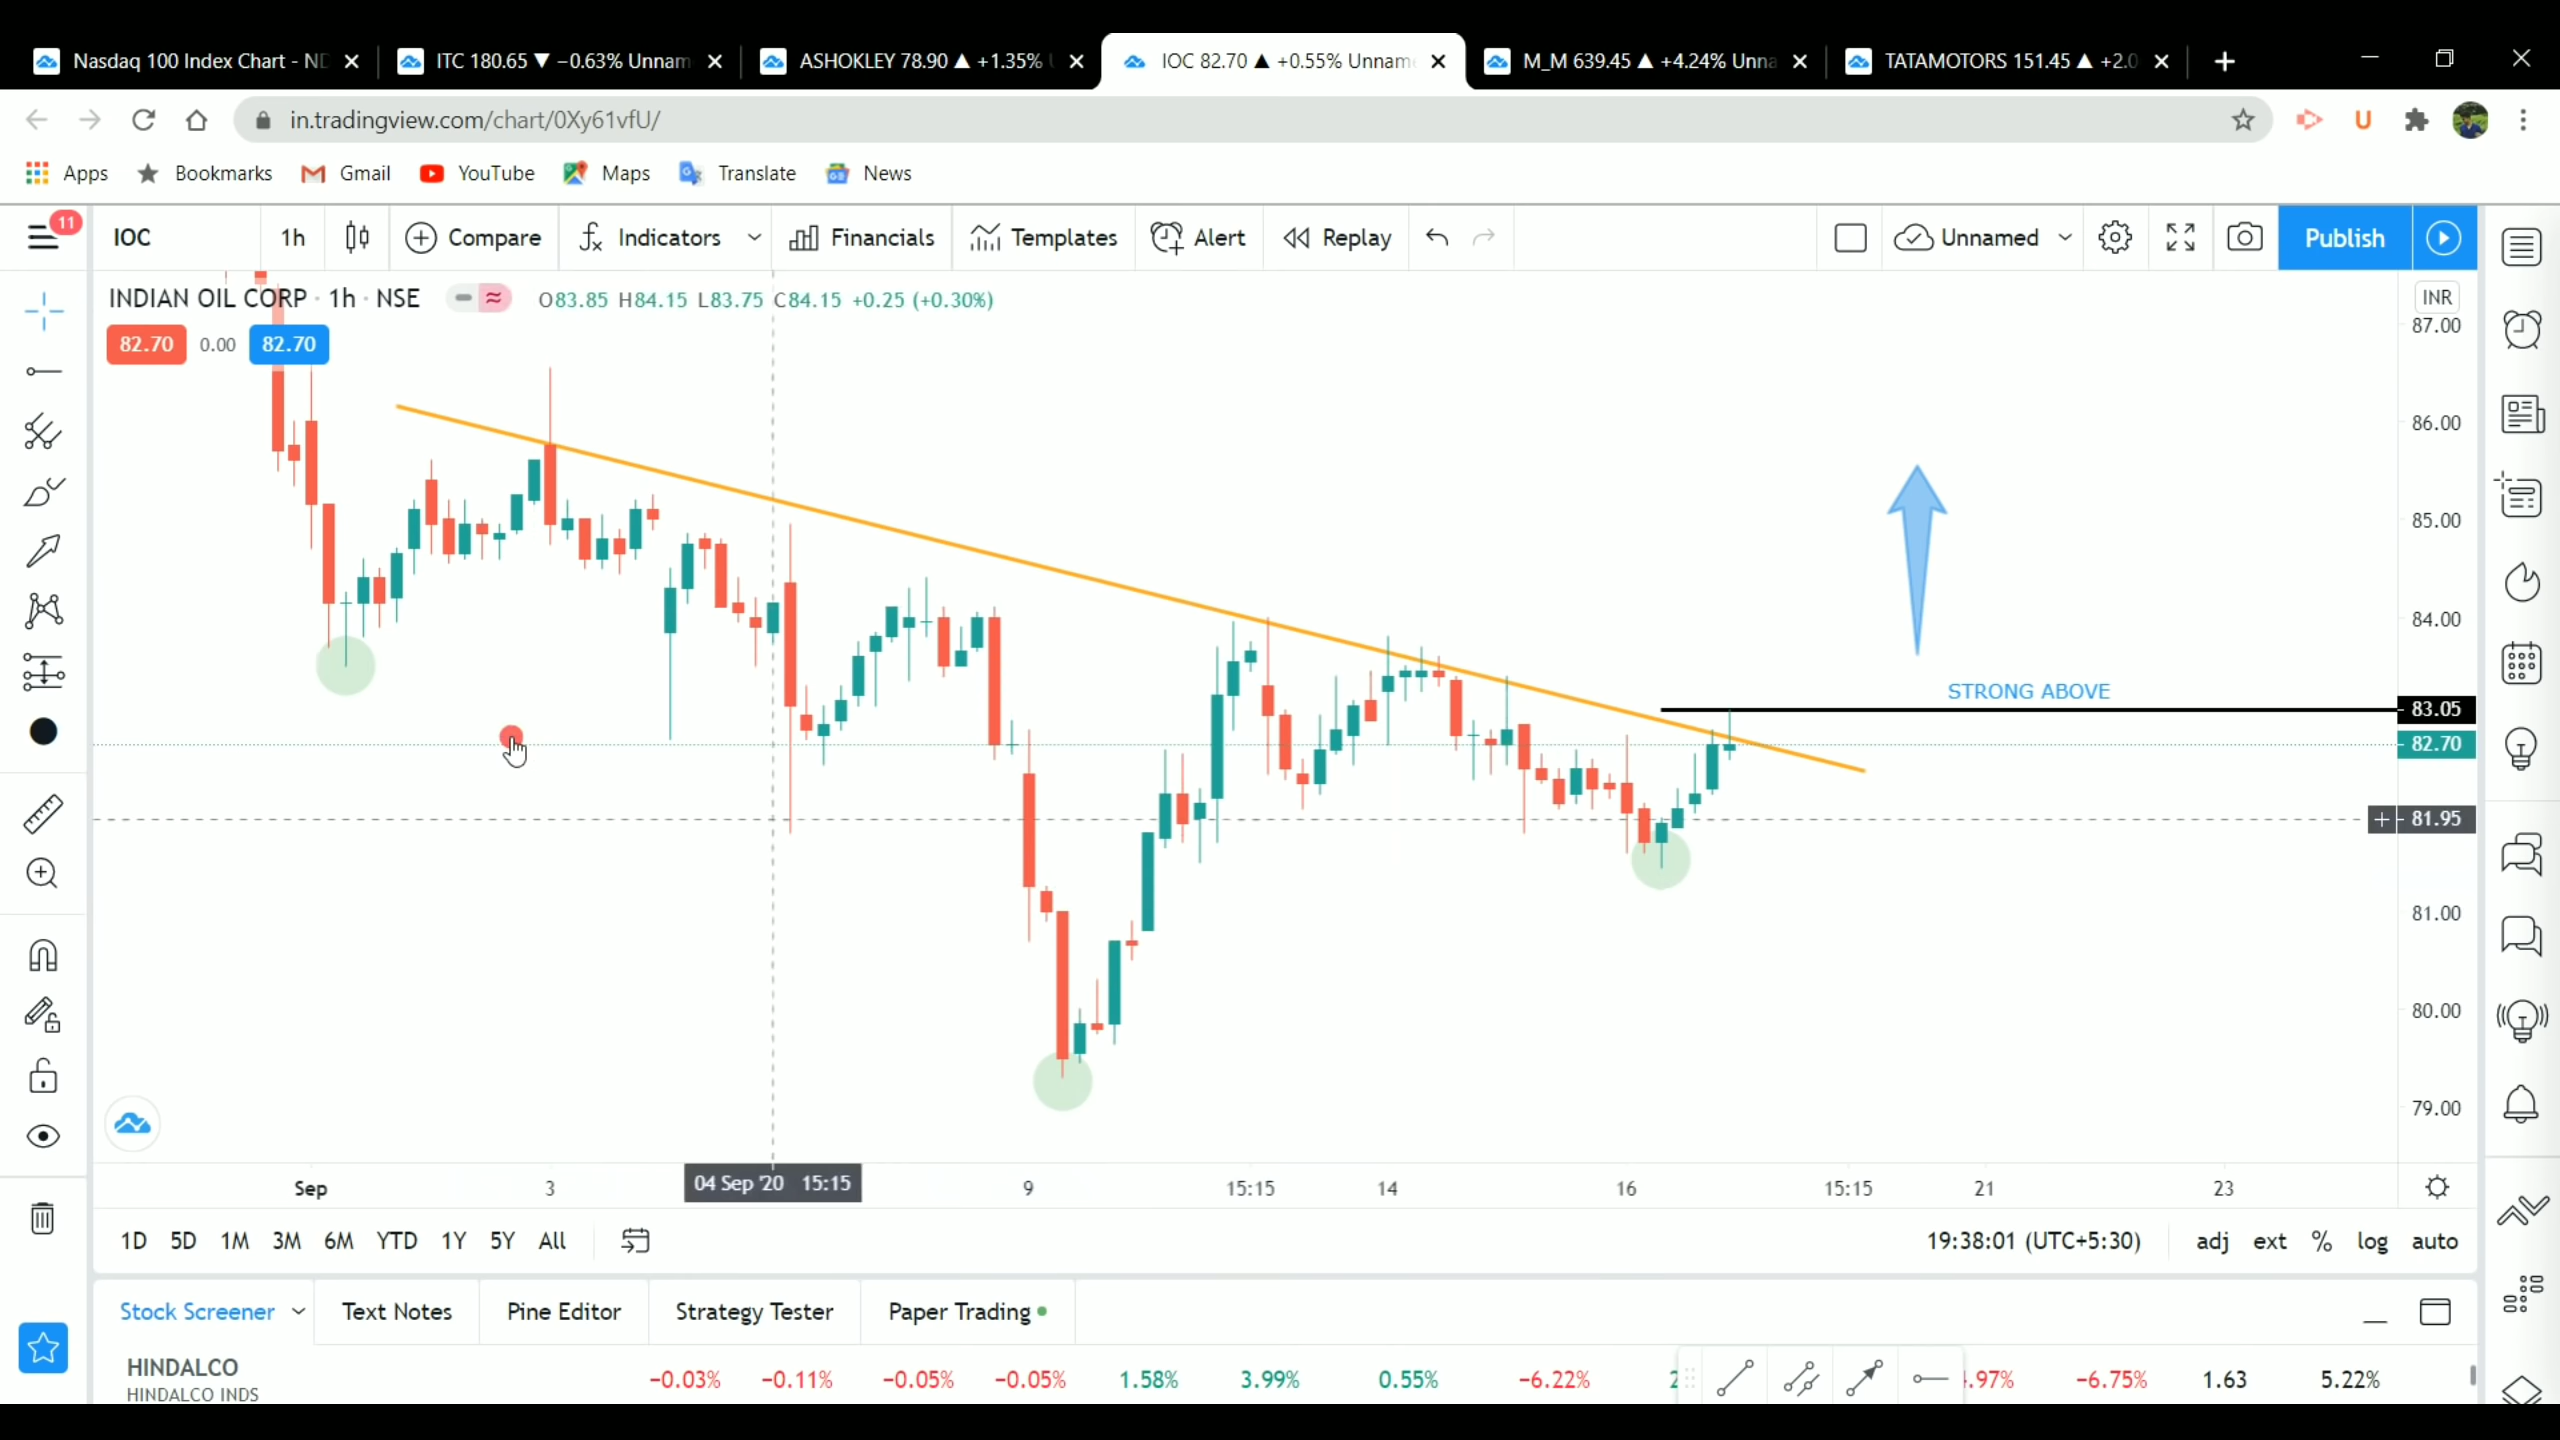 Nasdaq 100 Index Chart - ND
ITC 180.65 ▼ −0.63% Unnam
ASHOKLEY 78.90 ▲ +1.35%
IOC 82.70 ▲ +0.55% Unnam
M_M 639.45 ▲ +4.24% Unna
TATAMOTORS 151.45 ▲ +2.0
in.tradingview.com/chart/0Xy61vfU/
U
Apps
Bookmarks
Gmail
YouTube
Maps
Translate
News
11
IOC
1h
Compare
Indicators
Financials
Templates
Alert
Replay
Unnamed
Publish
INDIAN OIL CORP · 1h · NSE
O83.85 H84.15 L83.75 C84.15 +0.25 (+0.30%)
INR
82.70
0.00
82.70
87.00
86.00
85.00
84.00
STRONG ABOVE
83.05
82.70
81.95
81.00
80.00
79.00
Sep
3
04 Sep '20 15:15
9
15:15
14
16
15:15
21
23
1D 5D 1M 3M 6M YTD 1Y 5Y All
19:38:01 (UTC+5:30)
adj ext % log auto
Stock Screener
Text Notes
Pine Editor
Strategy Tester
Paper Trading
HINDALCO
HINDALCO INDS
−0.03% −0.11% −0.05% −0.05% 1.58% 3.99% 0.55% −6.22% .97% −6.75% 1.63 5.22%